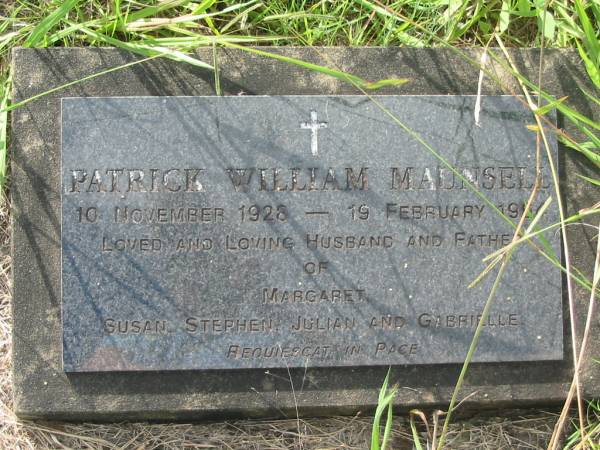 PATRICK WILLIAM MAUNSELL
10 NOVEMBER 1928 — 19 FEBRUARY
LOVED AND LOVING HUSBAND AND FATHER
OF
MARGARET,
SUSAN, STEPHEN, JULIAN AND GABRIELLE.
REQUIESCAT IN PACE